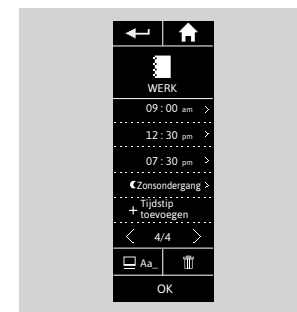 WERK
09 : 00 am >
12 : 30 pm >
07 : 30 pm >
Zonsondergang >
+ Tijdstip
toevoegen
< 4/4 >
Aa_
OK